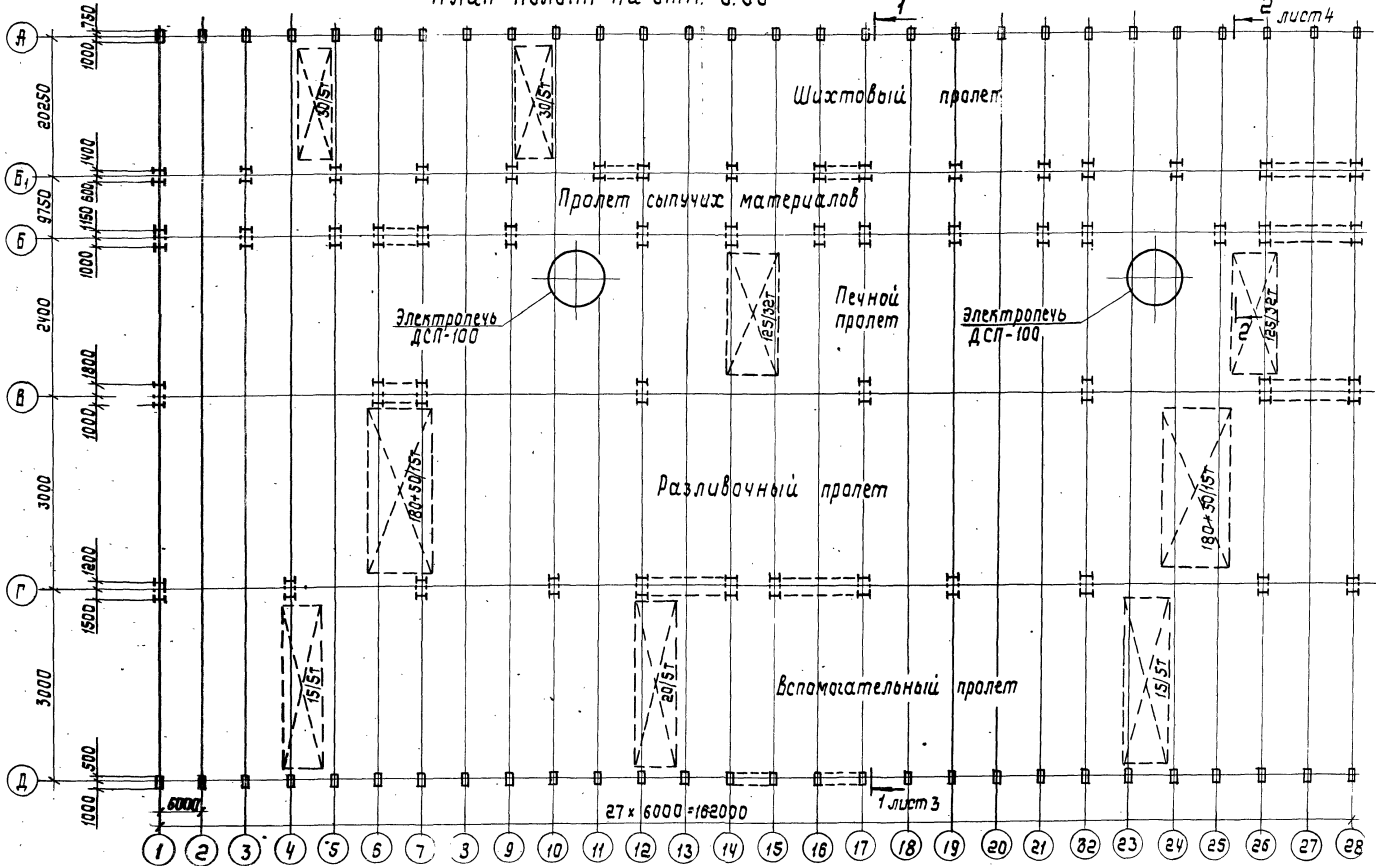 План колонн на отм. 0.00
1
2
лист 4
А
750
1000
20250
30/5Т
30/5Т
Шихтовый пролет
1400
Б1
600
9750
Пролет сыпучих материалов
1150
Б
1000
2400
Электропечь
ДСП-100
125/32Т
Печной
пролет
Электропечь
ДСП-100
2
125/32Т
1800
В
1000
3000
180+50/15Т
Разливочный пролет
180+50/15Т
1200
Г
1500
3000
15/5Т
20/5Т
Вспомогательный пролет
15/5Т
500
Д
1000
6000
27 x 6000 = 162000
1 лист 3
1 2 3 4 5 6 7 3 9 10 11 12 13 14 15 16 17 18 19 20 21 22 23 24 25 26 27 28